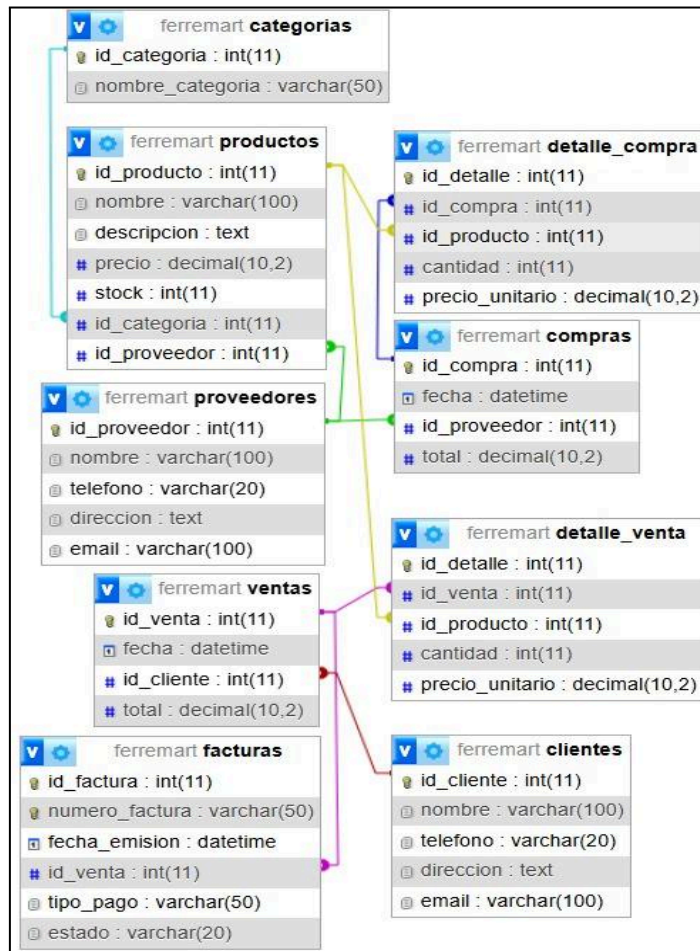 v ferremart categorias
id_categoria : int(11)
nombre_categoria : varchar(50)
v ferremart productos
id_producto : int(11)
nombre : varchar(100)
descripcion : text
# precio : decimal(10,2)
# stock : int(11)
# id_categoria : int(11)
# id_proveedor : int(11)
v ferremart detalle_compra
id_detalle : int(11)
# id_compra : int(11)
# id_producto : int(11)
# cantidad : int(11)
# precio_unitario : decimal(10,2)
v ferremart compras
id_compra : int(11)
fecha : datetime
# id_proveedor : int(11)
# total : decimal(10,2)
v ferremart proveedores
id_proveedor : int(11)
nombre : varchar(100)
telefono : varchar(20)
direccion : text
email : varchar(100)
v ferremart detalle_venta
id_detalle : int(11)
# id_venta : int(11)
# id_producto : int(11)
# cantidad : int(11)
# precio_unitario : decimal(10,2)
v ferremart ventas
id_venta : int(11)
fecha : datetime
# id_cliente : int(11)
# total : decimal(10,2)
v ferremart facturas
id_factura : int(11)
numero_factura : varchar(50)
fecha_emision : datetime
# id_venta : int(11)
tipo_pago : varchar(50)
estado : varchar(20)
v ferremart clientes
id_cliente : int(11)
nombre : varchar(100)
telefono : varchar(20)
direccion : text
email : varchar(100)